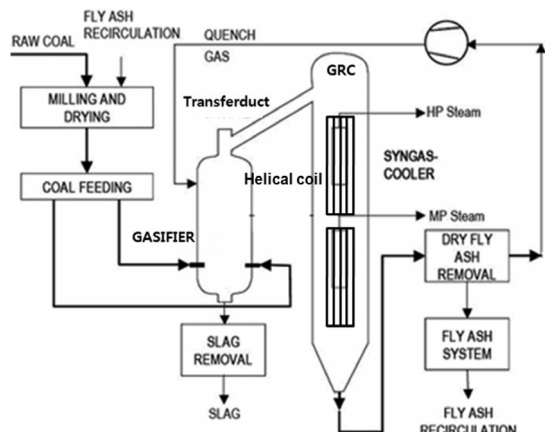 FLY ASH
RECIRCULATION
RAW COAL
MILLING AND
DRYING
COAL FEEDING
QUENCH
GAS
Transferduct
GRC
HP Steam
SYNGAS-
COOLER
Helical coil
MP Steam
GASIFIER
DRY FLY
ASH
REMOVAL
SLAG
REMOVAL
SLAG
FLY ASH
SYSTEM
FLY ASH
RECIRCULATION